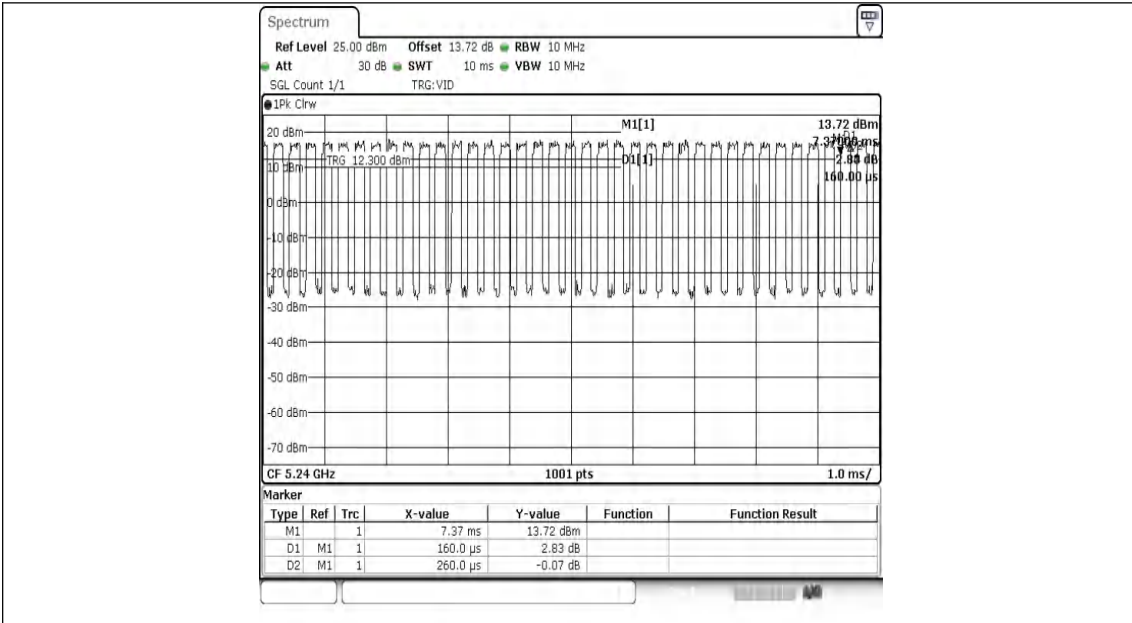 Spectrum
Ref Level 25.00 dBm Offset 13.72 dB RBW 10 MHz
Att 30 dB SWT 10 ms VBW 10 MHz
SGL Count 1/1 TRG:VID
1Pk Clrw
M1[1] 13.72 dBm
20 dBm
D1[1] 2.83 dB
TRG 12.300 dBm
10 dBm
160.00 µs
0 dBm
-10 dBm
-20 dBm
-30 dBm
-40 dBm
-50 dBm
-60 dBm
-70 dBm
CF 5.24 GHz 1001 pts 1.0 ms/
Marker
Type Ref Trc X-value Y-value Function Function Result
M1 1 7.37 ms 13.72 dBm
D1 M1 1 160.0 µs 2.83 dB
D2 M1 1 260.0 µs -0.07 dB